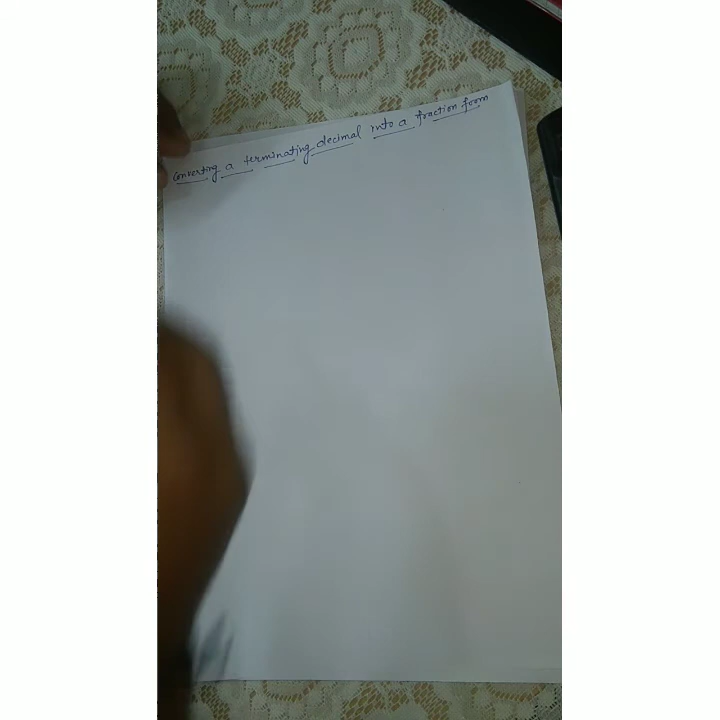 Converting a terminating decimal into a fraction form